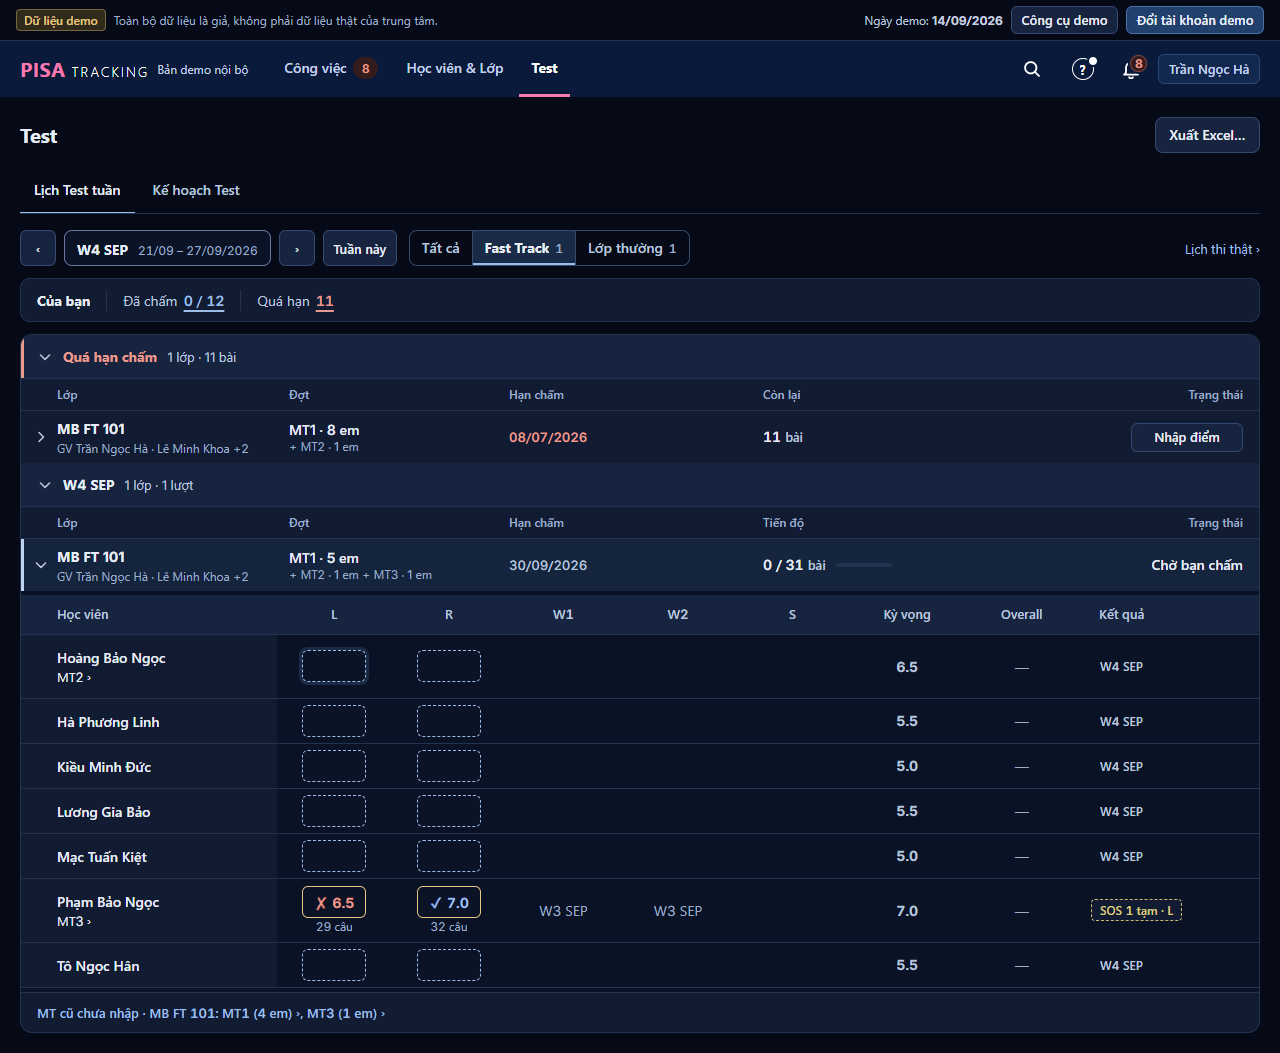 Dữ liệu demo Toàn bộ dữ liệu là giả, không phải dữ liệu thật của trung tâm. Ngày demo: 14/09/2026 Công cụ demo Đổi tài khoản demo
PISA TRACKING Bản demo nội bộ Công việc 8 Học viên & Lớp Test ? 8 Trần Ngọc Hà
Test Xuất Excel...
Lịch Test tuần Kế hoạch Test
‹ W4 SEP 21/09 – 27/09/2026 › Tuần này Tất cả Fast Track 1 Lớp thường 1 Lịch thi thật ›
Của bạn Đã chấm 0 / 12 Quá hạn 11
Quá hạn chấm 1 lớp · 11 bài
Lớp Đợt Hạn chấm Còn lại Trạng thái
MB FT 101 MT1 · 8 em 08/07/2026 11 bài Nhập điểm
GV Trần Ngọc Hà · Lê Minh Khoa +2 + MT2 · 1 em
W4 SEP 1 lớp · 1 lượt
Lớp Đợt Hạn chấm Tiến độ Trạng thái
MB FT 101 MT1 · 5 em 30/09/2026 0 / 31 bài Chờ bạn chấm
GV Trần Ngọc Hà · Lê Minh Khoa +2 + MT2 · 1 em + MT3 · 1 em
Học viên L R W1 W2 S Kỳ vọng Overall Kết quả
Hoàng Bảo Ngọc 6.5 — W4 SEP
MT2 ›
Hà Phương Linh 5.5 — W4 SEP
Kiều Minh Đức 5.0 — W4 SEP
Lương Gia Bảo 5.5 — W4 SEP
Mạc Tuấn Kiệt 5.0 — W4 SEP
Phạm Bảo Ngọc ✗ 6.5 ✓ 7.0 W3 SEP W3 SEP 7.0 — SOS 1 tạm · L
MT3 › 29 câu 32 câu
Tô Ngọc Hân 5.5 — W4 SEP
MT cũ chưa nhập · MB FT 101: MT1 (4 em) ›, MT3 (1 em) ›